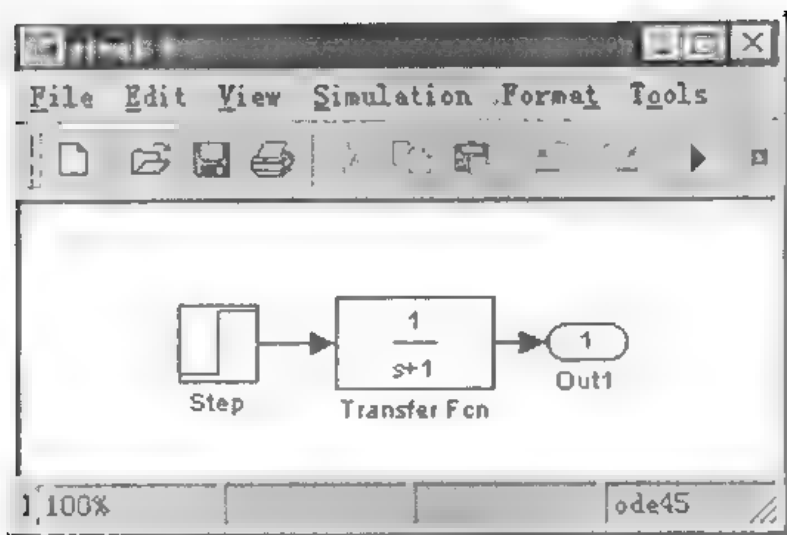 File Edit View Simulation Format Tools
1
s+1
1
Step
Transfer Fcn
Out1
100%
ode45